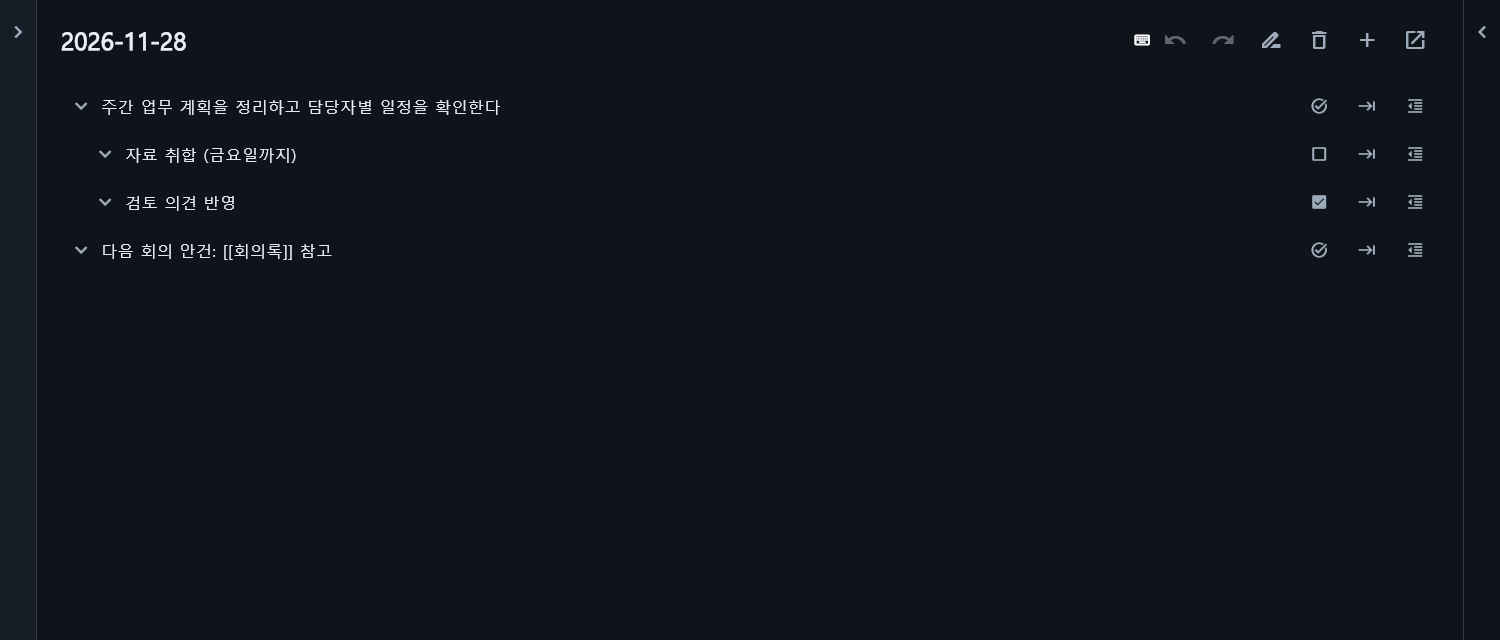 2026-11-28
주간 업무 계획을 정리하고 담당자별 일정을 확인한다
자료 취합 (금요일까지)
검토 의견 반영
다음 회의 안건: [[회의록]] 참고